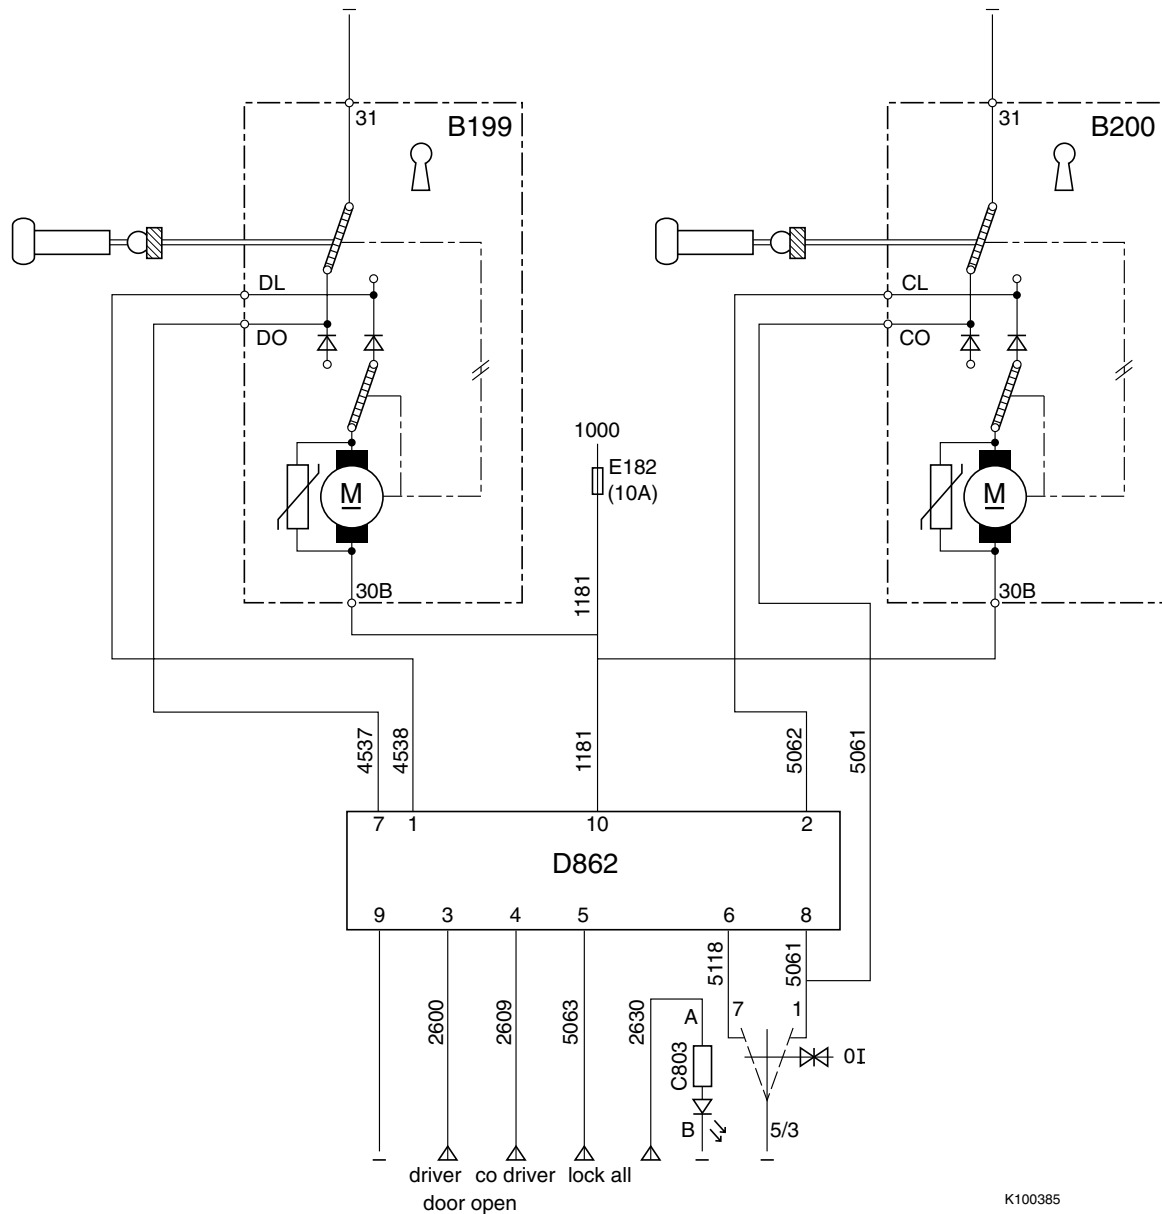 31
B199
31
B200
DL
DO
CL
CO
1000
E182
(10A)
M
M
30B
1181
30B
4537
4538
1181
5062
5061
7 1 10 2
D862
9 3 4 5 6 8
5118
5061
2600
2609
5063
2630
A
7 1
C803
OI
B
5/3
driver co driver lock all
door open
K100385